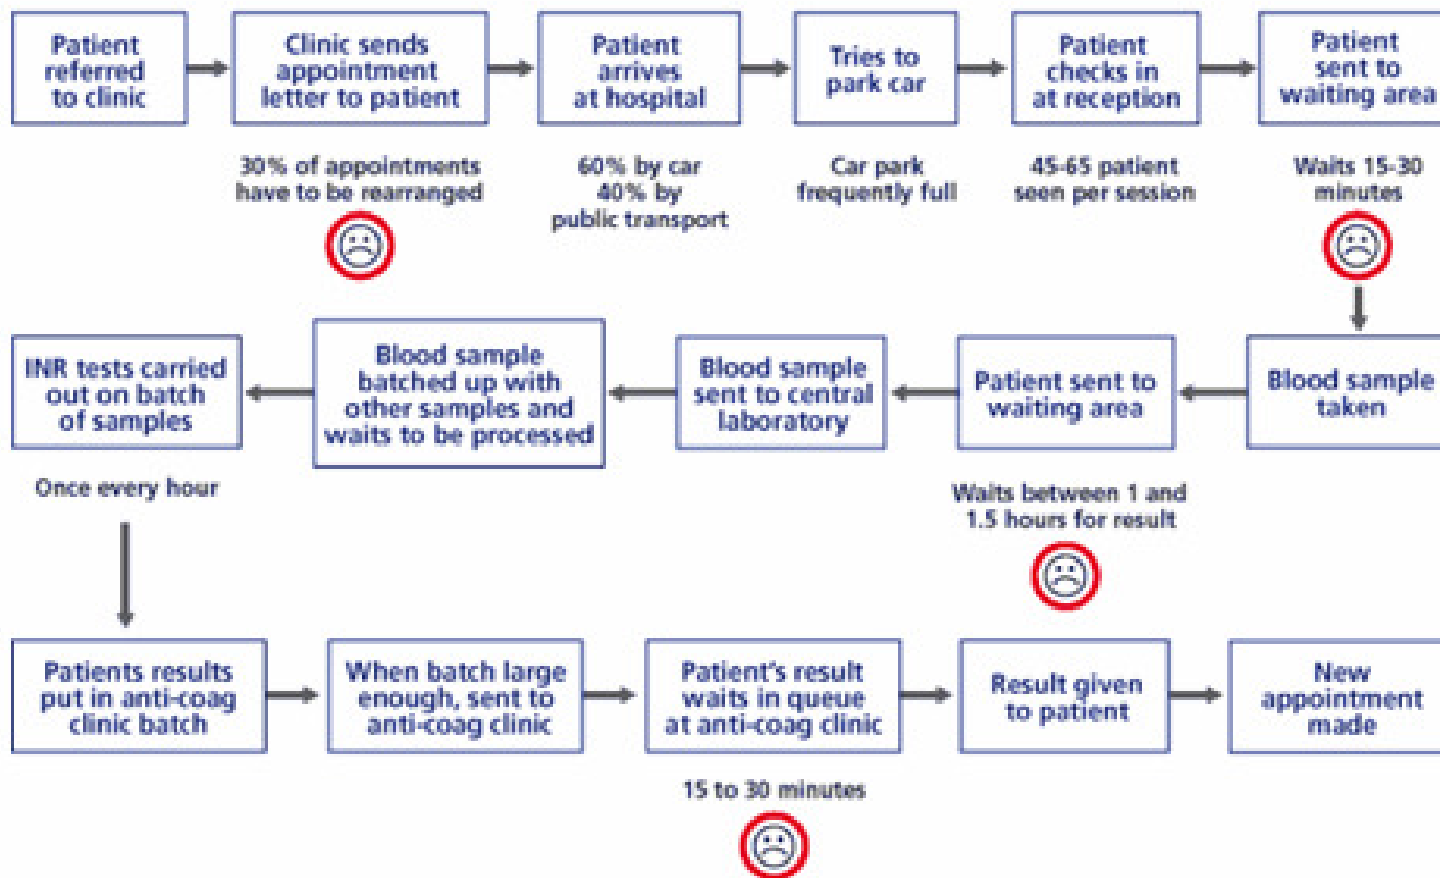 Patient
referred
to clinic
Clinic sends
appointment
letter to patient
Patient
arrives
at hospital
Tries to
park car
Patient
checks in
at reception
Patient
sent to
waiting area
30% of appointments
have to be rearranged
60% by car
40% by
public transport
Car park
frequently full
45-65 patient
seen per session
Waits 15-30
minutes
INR tests carried
out on batch
of samples
Blood sample
batched up with
other samples and
waits to be processed
Blood sample
sent to central
laboratory
Patient sent to
waiting area
Blood sample
taken
Once every hour
Waits between 1 and
1.5 hours for result
Patients results
put in anti-coag
clinic batch
When batch large
enough, sent to
anti-coag clinic
Patient's result
waits in queue
at anti-coag clinic
Result given
to patient
New
appointment
made
15 to 30 minutes